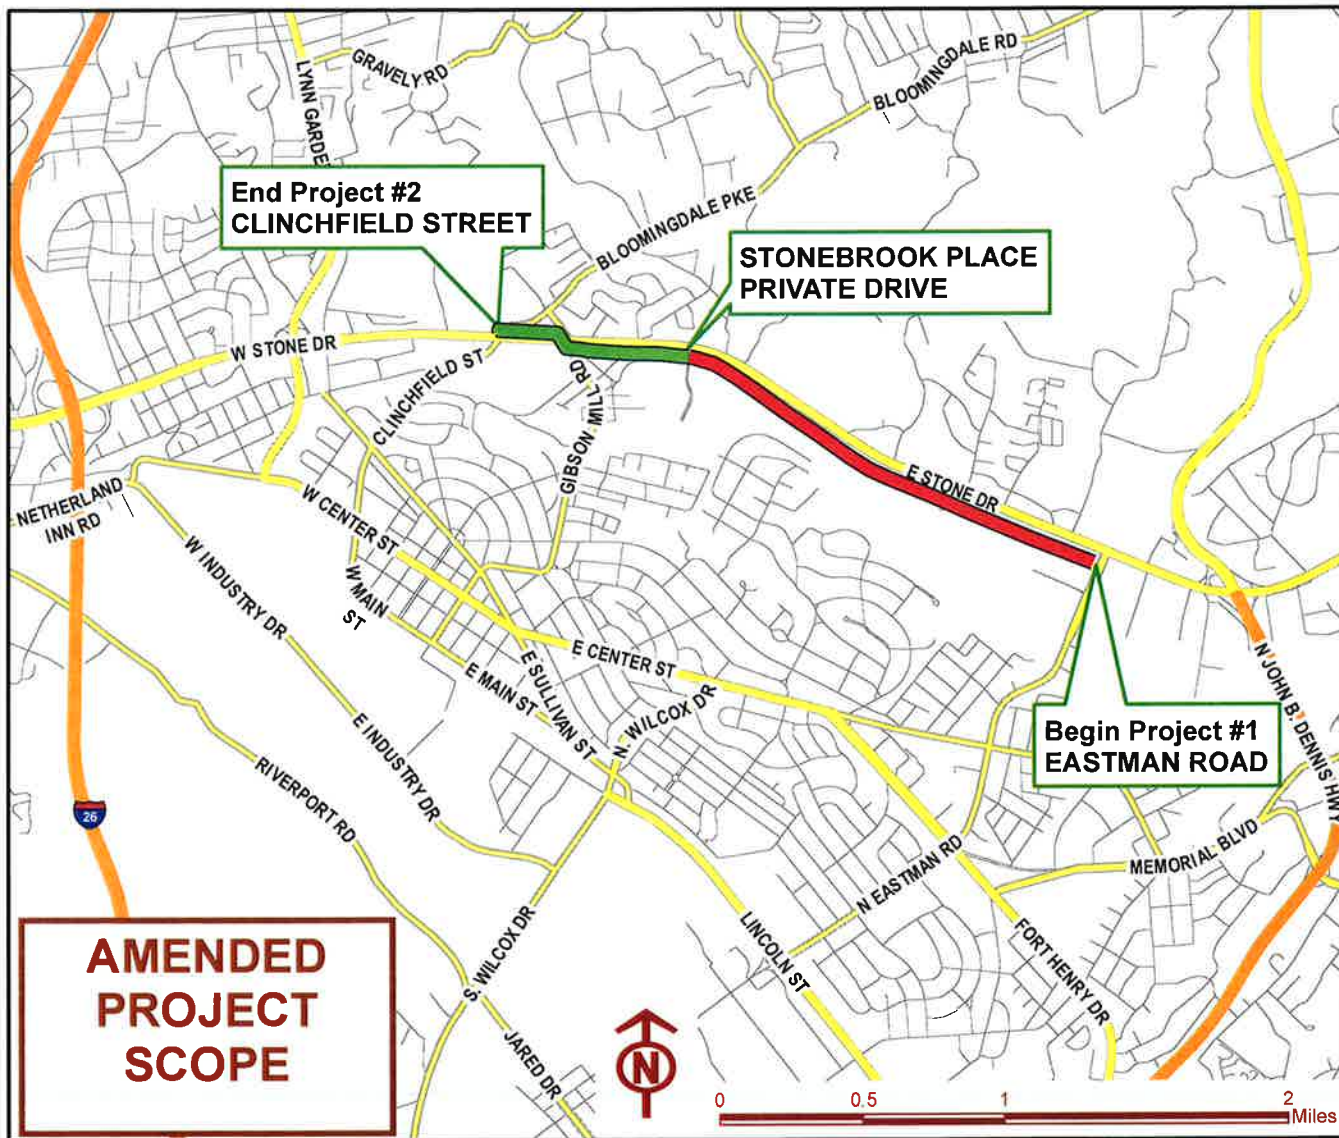 GRAVELY RD
LYNN GARDE
BLOOMINGDALE RD
End Project #2
CLINCHFIELD STREET
BLOOMINGDALE PKE
STONEBROOK PLACE
PRIVATE DRIVE
W STONE DR
CLINCHFIELD ST
GIBSON MILL RD
E STONE DR
NETHERLAND
INN RD
W CENTER ST
W INDUSTRY DR
W MAIN
ST
E CENTER ST
E SULLIVAN ST
E MAIN ST
N. WILCOX DR
N JOHN B. DENNIS HWY
Begin Project #1
EASTMAN ROAD
E INDUSTRY DR
RIVERPORT RD
26
MEMORIAL BLVD
N EASTMAN RD
FORT HENRY DR
LINCOLN ST
S. WILCOX DR
JARED DR
AMENDED
PROJECT
SCOPE
N
0 0.5 1 2
Miles